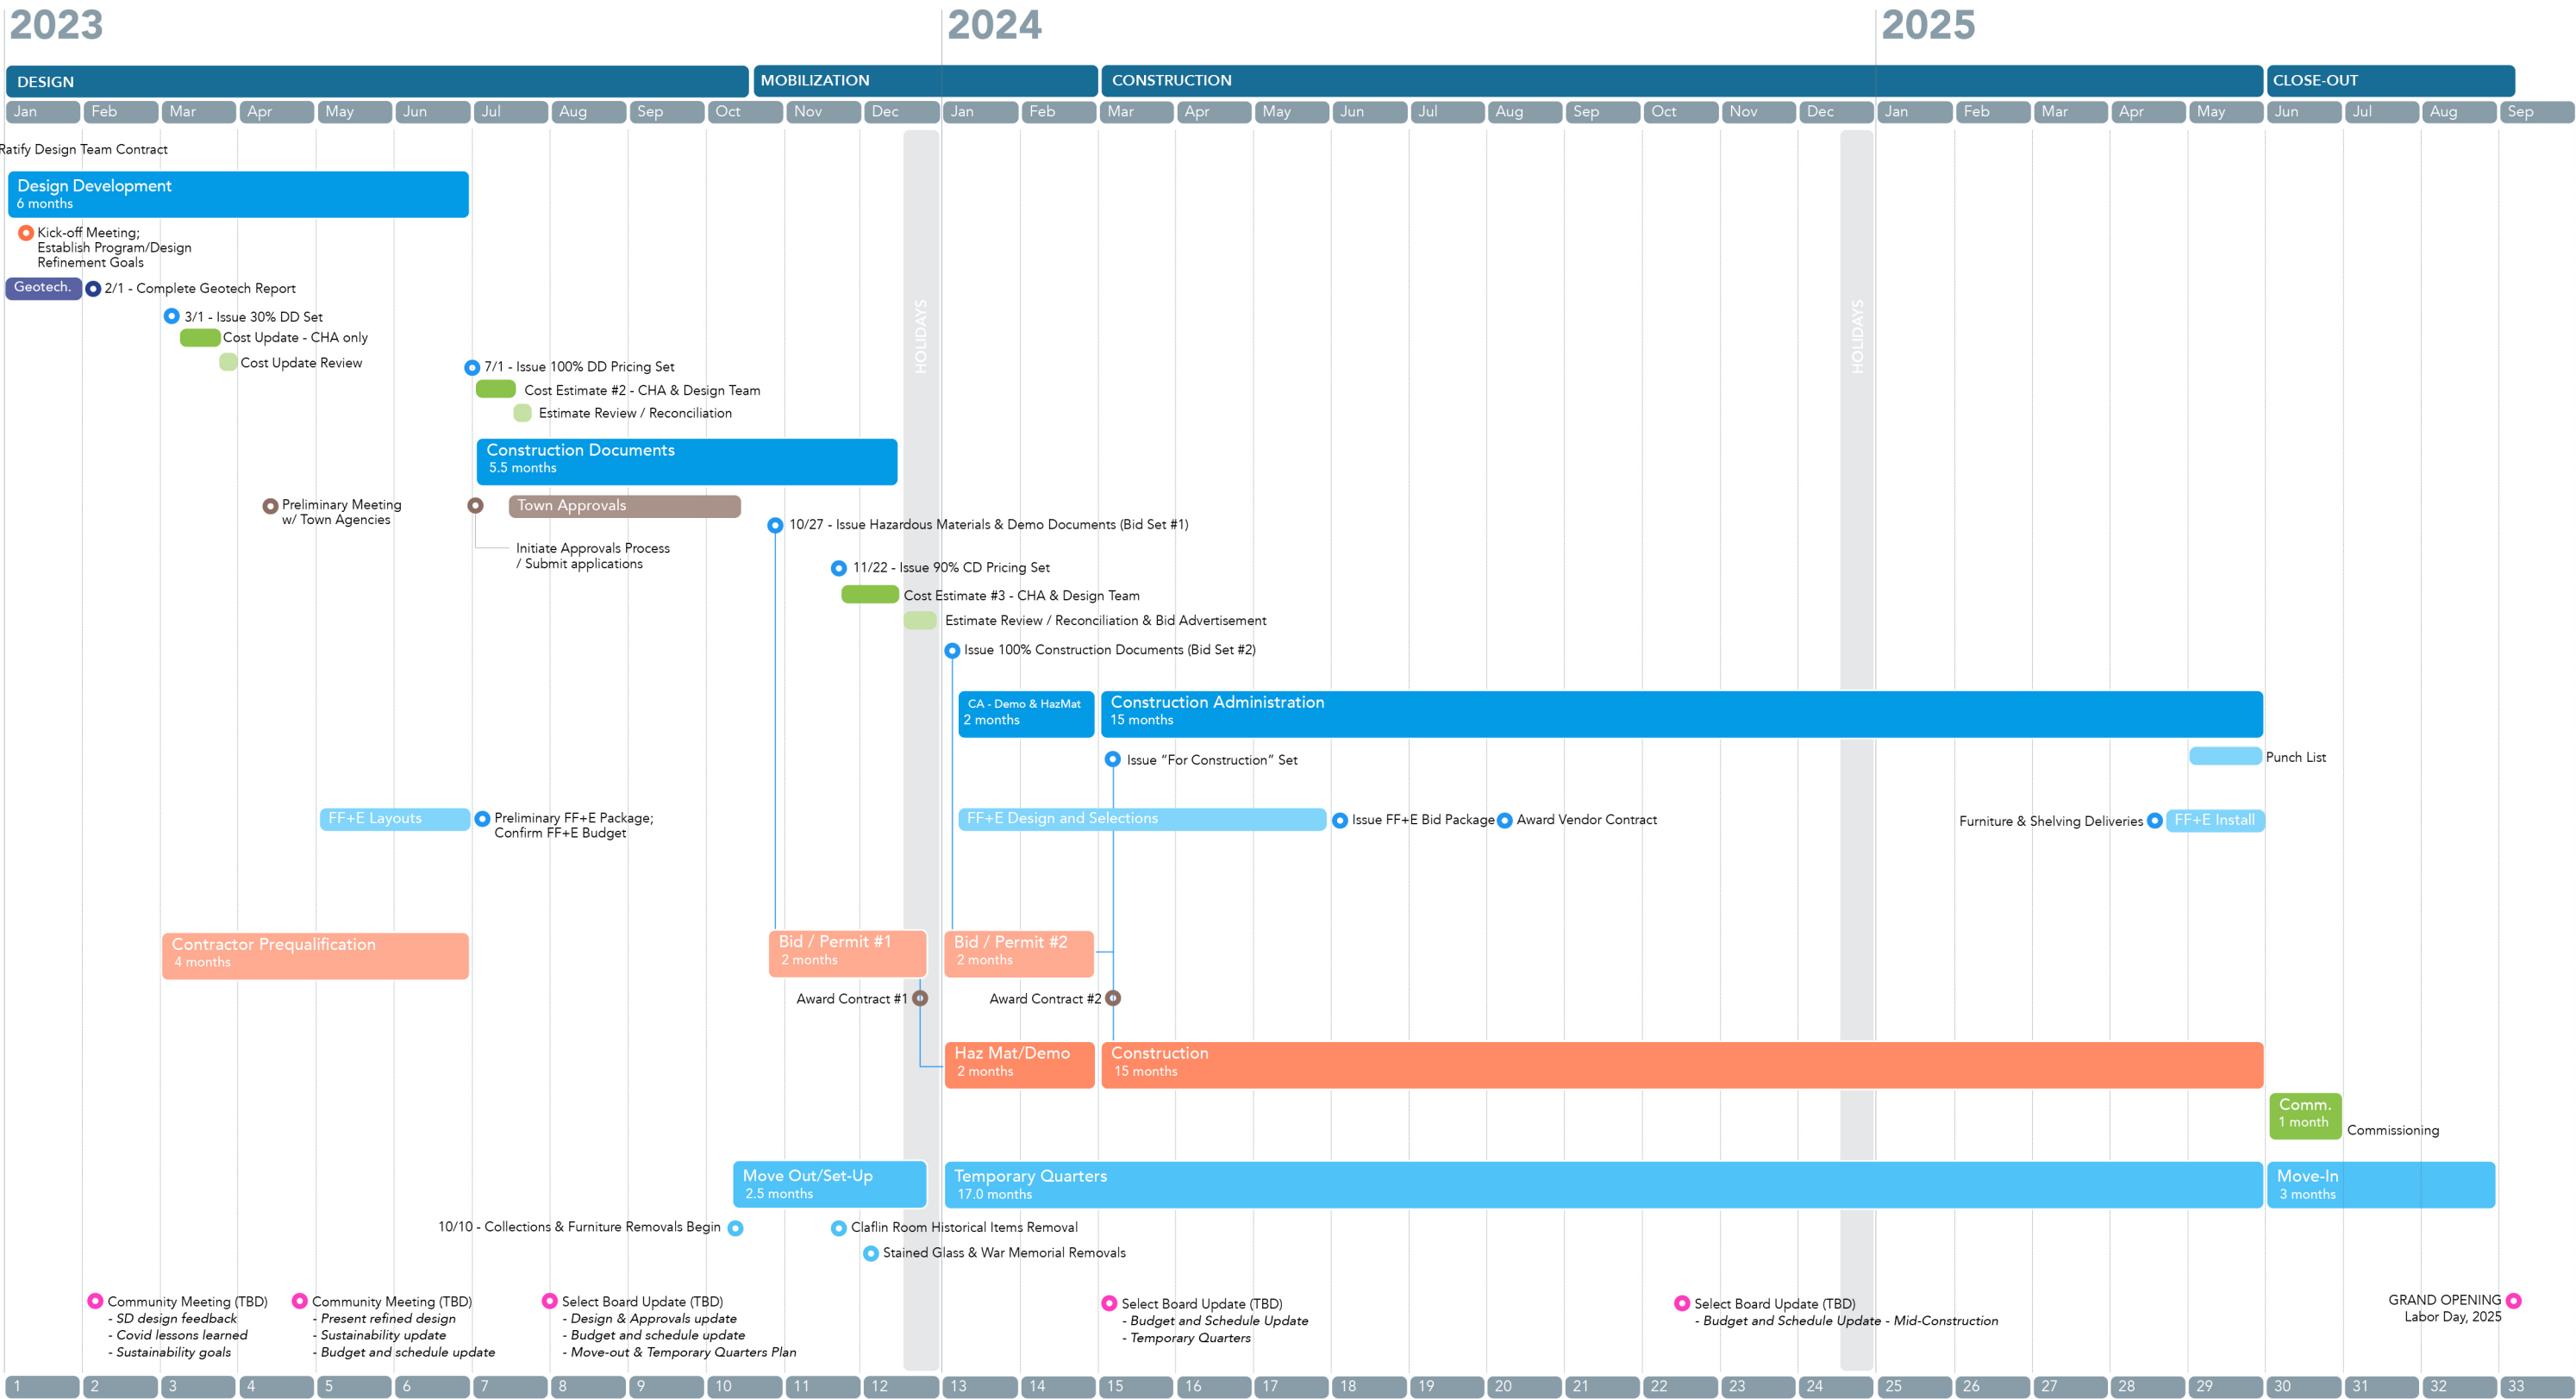 2023
2024
2025
DESIGN
MOBILIZATION
CONSTRUCTION
CLOSE-OUT
Jan
Feb
Mar
Apr
May
Jun
Jul
Aug
Sep
Oct
Nov
Dec
Jan
Feb
Mar
Apr
May
Jun
Jul
Aug
Sep
Oct
Nov
Dec
Jan
Feb
Mar
Apr
May
Jun
Jul
Aug
Sep
Ratify Design Team Contract
Design Development
6 months
Kick-off Meeting;
Establish Program/Design
Refinement Goals
Geotech.
2/1 - Complete Geotech Report
3/1 - Issue 30% DD Set
Cost Update - CHA only
Cost Update Review
HOLIDAYS
HOLIDAYS
7/1 - Issue 100% DD Pricing Set
Cost Estimate #2 - CHA & Design Team
Estimate Review / Reconciliation
Construction Documents
5.5 months
Preliminary Meeting
w/ Town Agencies
Town Approvals
Initiate Approvals Process
/ Submit applications
10/27 - Issue Hazardous Materials & Demo Documents (Bid Set #1)
11/22 - Issue 90% CD Pricing Set
Cost Estimate #3 - CHA & Design Team
Estimate Review / Reconciliation & Bid Advertisement
Issue 100% Construction Documents (Bid Set #2)
CA - Demo & HazMat
2 months
Construction Administration
15 months
Issue “For Construction” Set
Punch List
FF+E Layouts
Preliminary FF+E Package;
Confirm FF+E Budget
FF+E Design and Selections
Issue FF+E Bid Package
Award Vendor Contract
Furniture & Shelving Deliveries
FF+E Install
Contractor Prequalification
4 months
Bid / Permit #1
2 months
Bid / Permit #2
2 months
Award Contract #1
Award Contract #2
Haz Mat/Demo
2 months
Construction
15 months
Comm.
1 month
Commissioning
Move Out/Set-Up
2.5 months
Temporary Quarters
17.0 months
Move-In
3 months
10/10 - Collections & Furniture Removals Begin
Claflin Room Historical Items Removal
Stained Glass & War Memorial Removals
Community Meeting (TBD)
- SD design feedback
- Covid lessons learned
- Sustainability goals
Community Meeting (TBD)
- Present refined design
- Sustainability update
- Budget and schedule update
Select Board Update (TBD)
- Design & Approvals update
- Budget and schedule update
- Move-out & Temporary Quarters Plan
Select Board Update (TBD)
- Budget and Schedule Update
- Temporary Quarters
Select Board Update (TBD)
- Budget and Schedule Update - Mid-Construction
GRAND OPENING
Labor Day, 2025
1
2
3
4
5
6
7
8
9
10
11
12
13
14
15
16
17
18
19
20
21
22
23
24
25
26
27
28
29
30
31
32
33